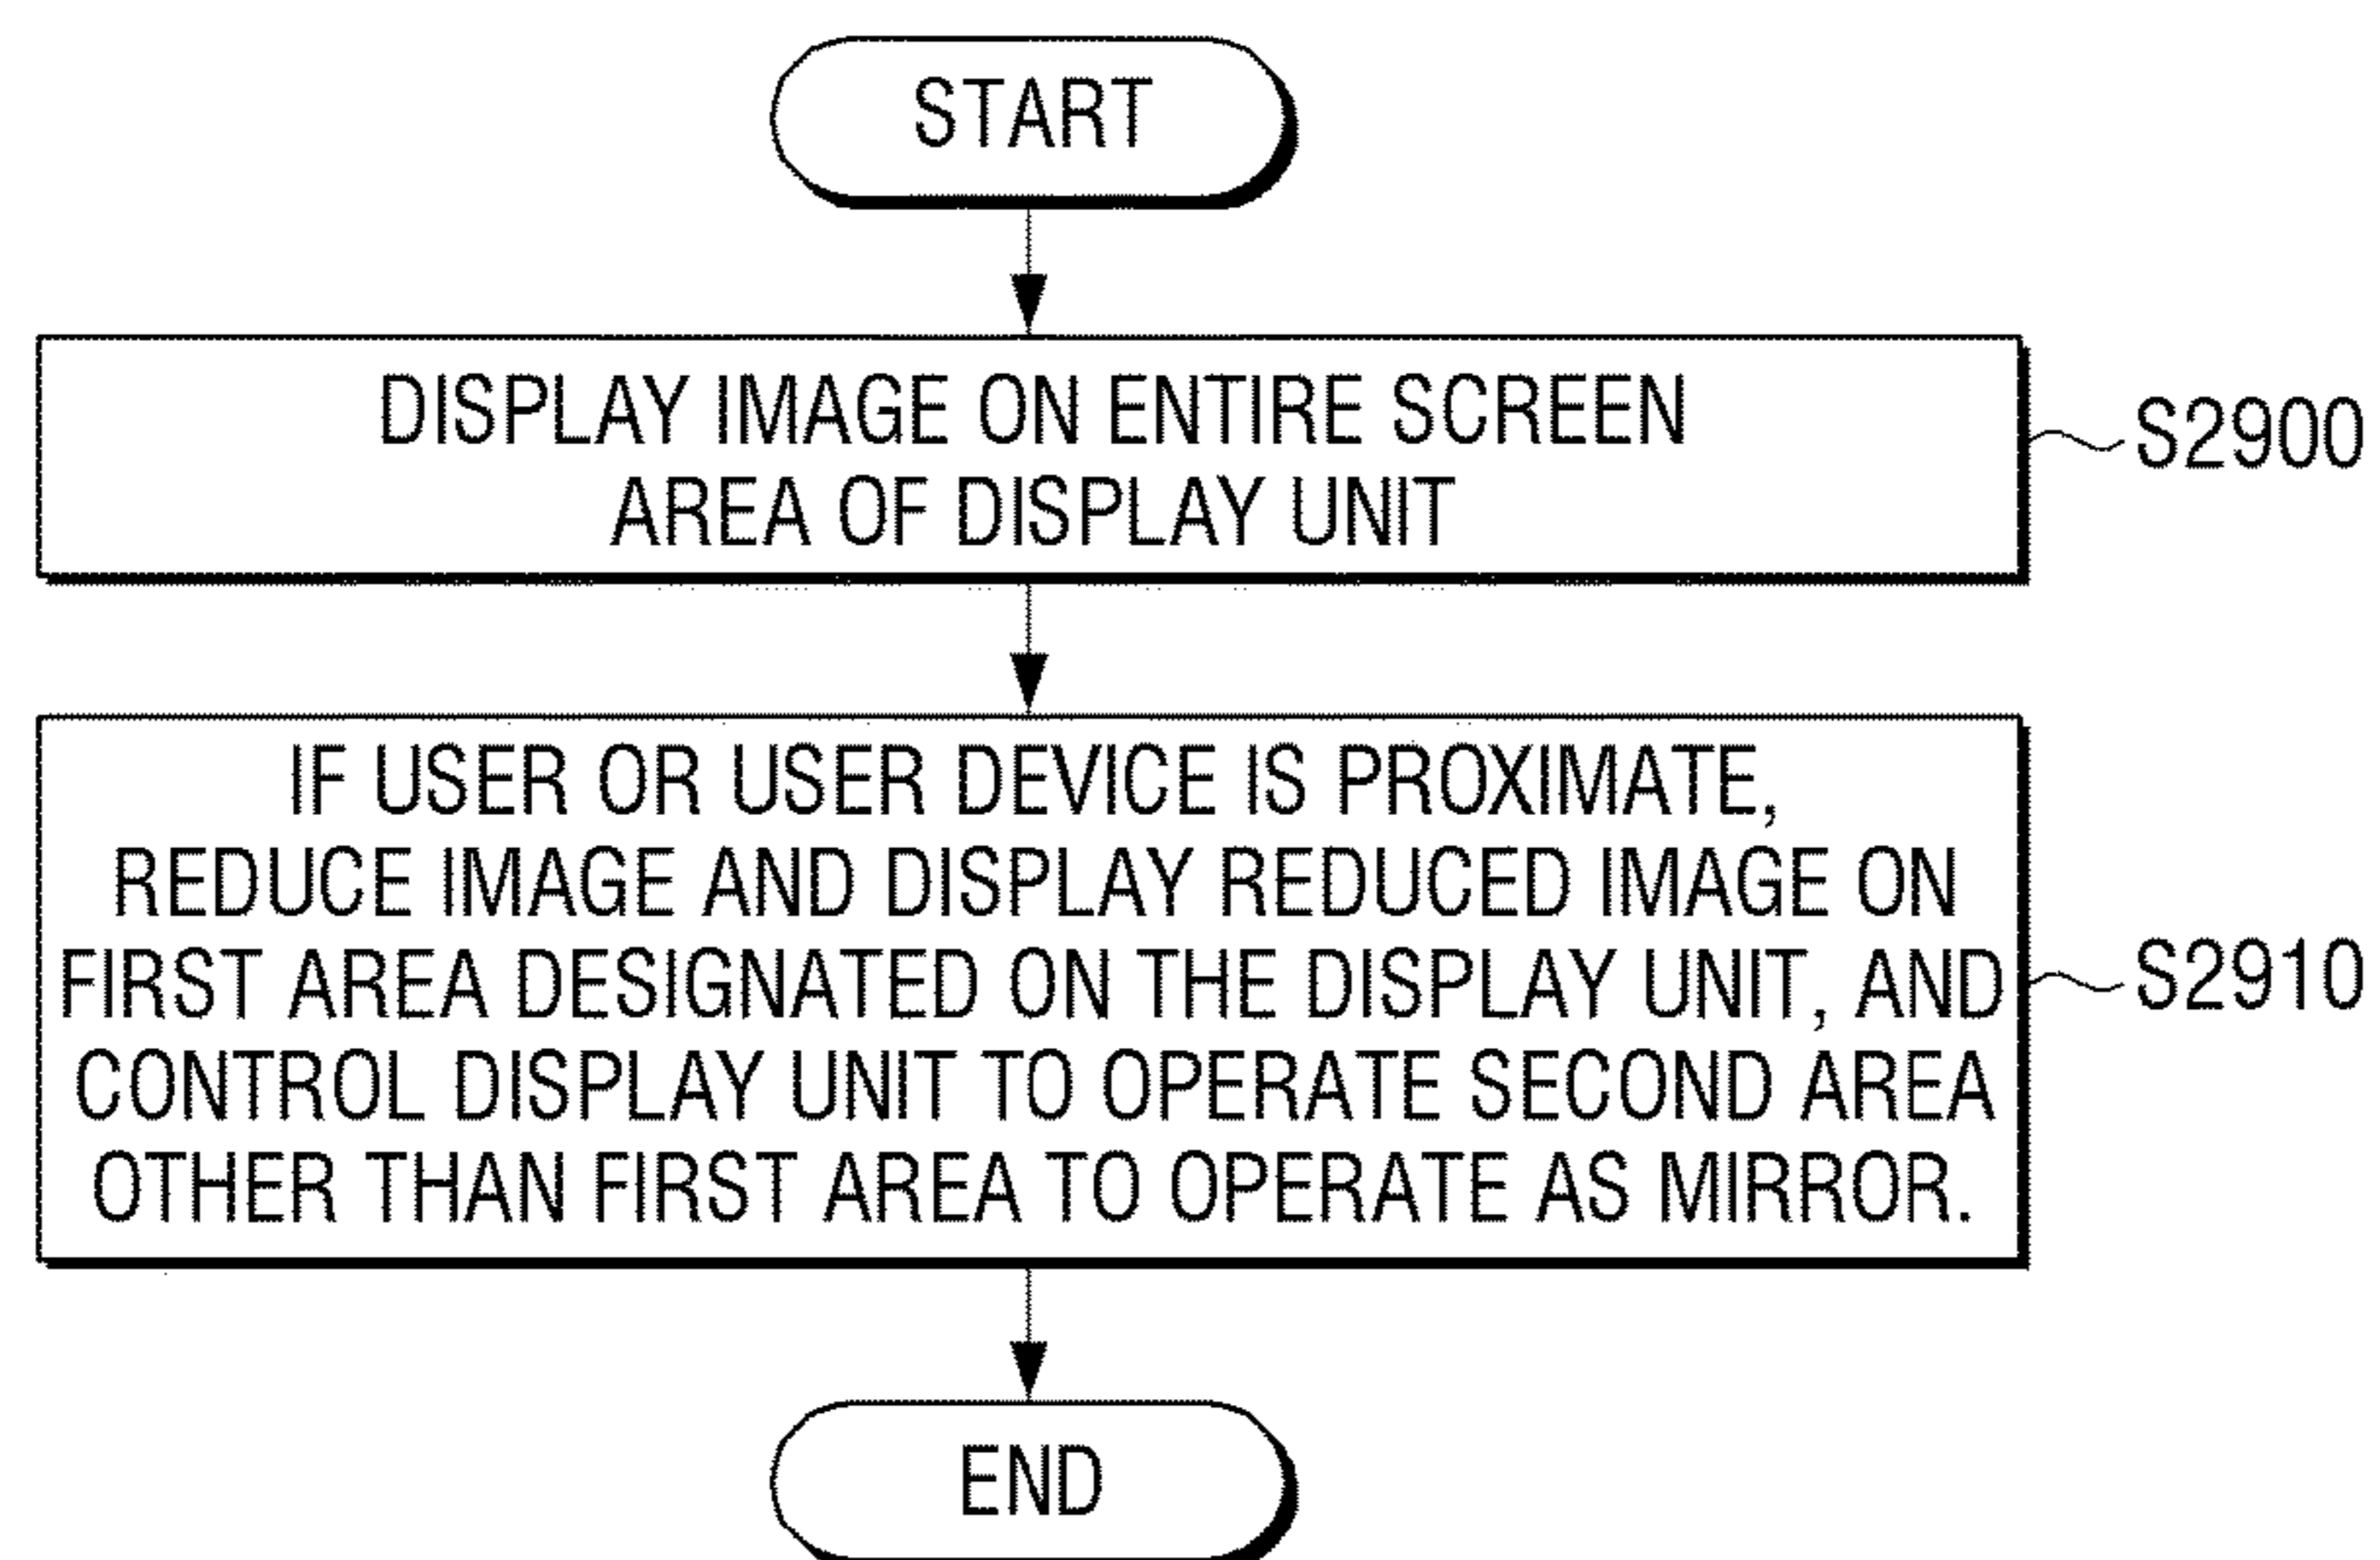 START
DISPLAY IMAGE ON ENTIRE SCREEN
AREA OF DISPLAY UNIT
S2900
IF USER OR USER DEVICE IS PROXIMATE,
REDUCE IMAGE AND DISPLAY REDUCED IMAGE ON
FIRST AREA DESIGNATED ON THE DISPLAY UNIT, AND
CONTROL DISPLAY UNIT TO OPERATE SECOND AREA
OTHER THAN FIRST AREA TO OPERATE AS MIRROR.
S2910
END